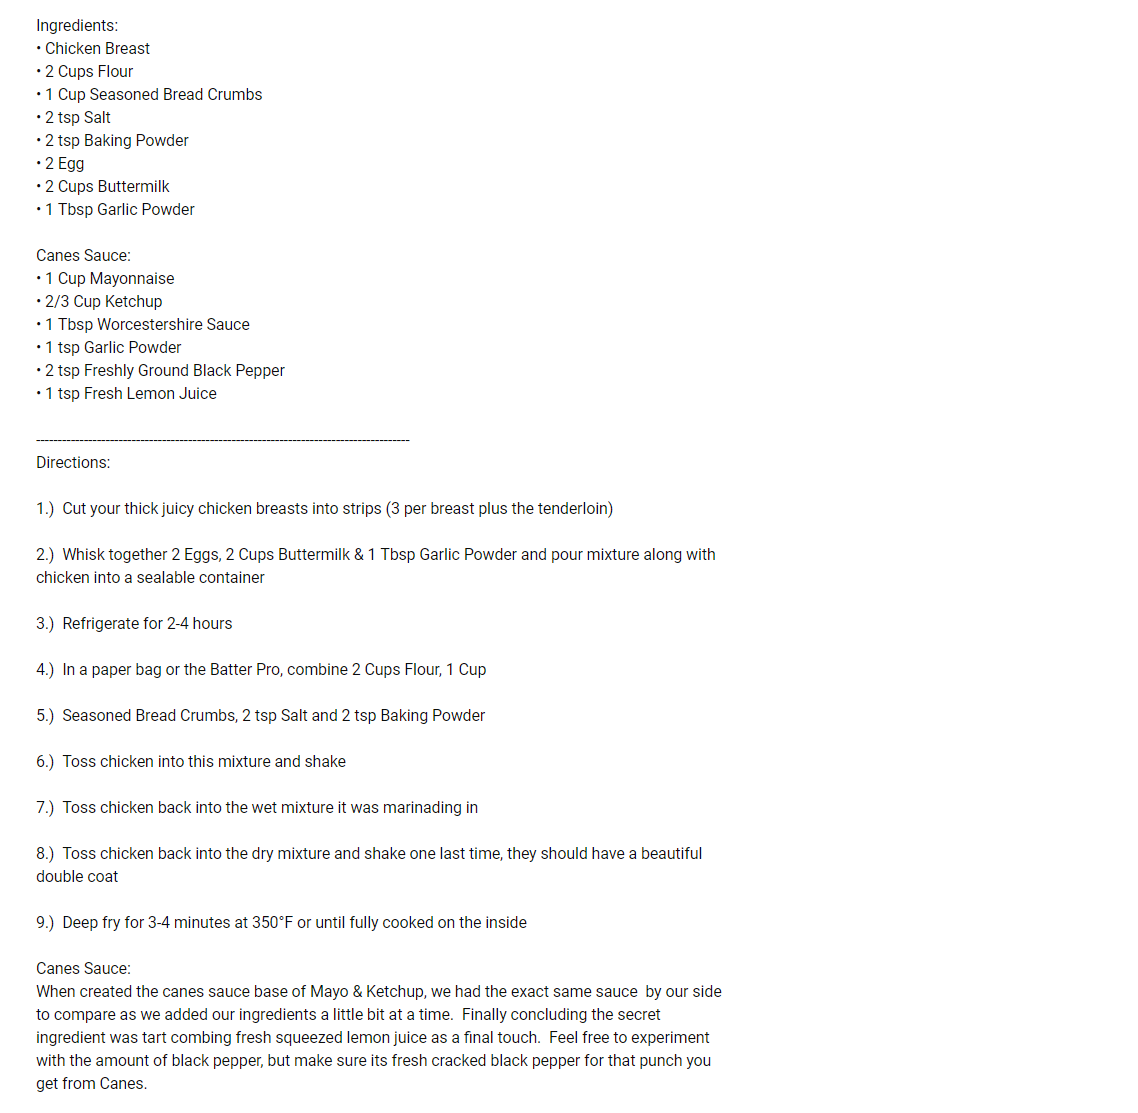 Ingredients:
• Chicken Breast
• 2 Cups Flour
• 1 Cup Seasoned Bread Crumbs
• 2 tsp Salt
• 2 tsp Baking Powder
• 2 Egg
• 2 Cups Buttermilk
• 1 Tbsp Garlic Powder
Canes Sauce:
• 1 Cup Mayonnaise
• 2/3 Cup Ketchup
• 1 Tbsp Worcestershire Sauce
• 1 tsp Garlic Powder
• 2 tsp Freshly Ground Black Pepper
• 1 tsp Fresh Lemon Juice
-----------------------------------------------------------------------------------------
Directions:
1.)  Cut your thick juicy chicken breasts into strips (3 per breast plus the tenderloin)
2.)  Whisk together 2 Eggs, 2 Cups Buttermilk & 1 Tbsp Garlic Powder and pour mixture along with
chicken into a sealable container
3.)  Refrigerate for 2-4 hours
4.)  In a paper bag or the Batter Pro, combine 2 Cups Flour, 1 Cup
5.)  Seasoned Bread Crumbs, 2 tsp Salt and 2 tsp Baking Powder
6.)  Toss chicken into this mixture and shake
7.)  Toss chicken back into the wet mixture it was marinading in
8.)  Toss chicken back into the dry mixture and shake one last time, they should have a beautiful
double coat
9.)  Deep fry for 3-4 minutes at 350°F or until fully cooked on the inside
Canes Sauce:
When created the canes sauce base of Mayo & Ketchup, we had the exact same sauce  by our side
to compare as we added our ingredients a little bit at a time.  Finally concluding the secret
ingredient was tart combing fresh squeezed lemon juice as a final touch.  Feel free to experiment
with the amount of black pepper, but make sure its fresh cracked black pepper for that punch you
get from Canes.